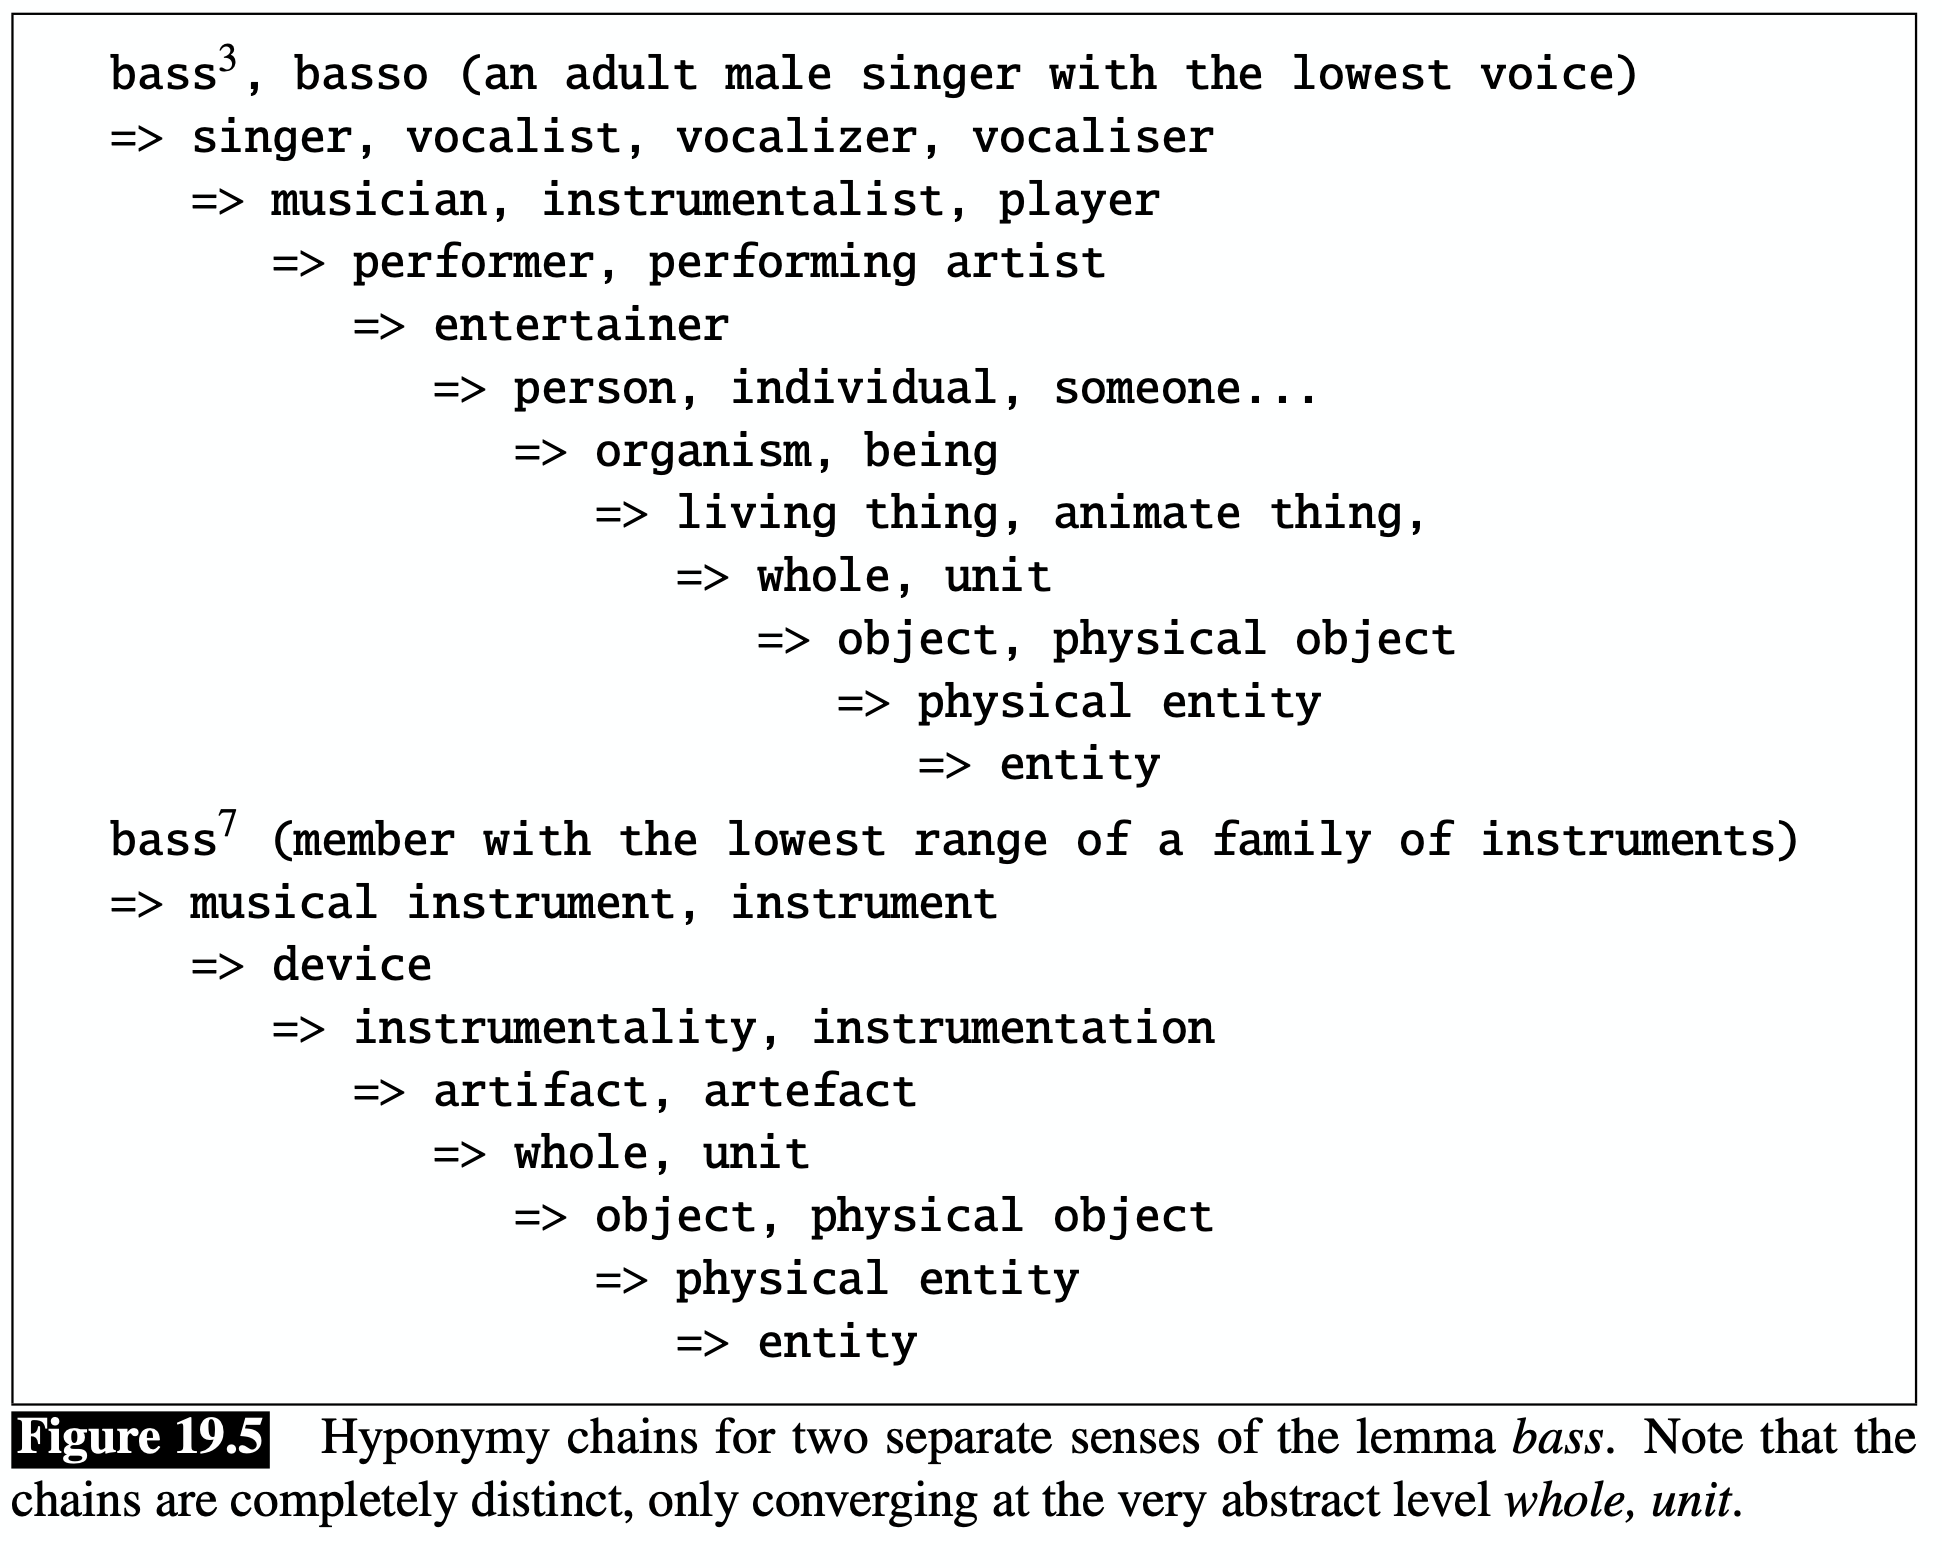 bass3, basso (an adult male singer with the lowest voice)
=> singer, vocalist, vocalizer, vocaliser
=> musician, instrumentalist, player
=> performer, performing artist
=> entertainer
=> person, individual, someone...
=> organism, being
=> living thing, animate thing,
=> whole, unit
=> object, physical object
=> physical entity
=> entity
bass7 (member with the lowest range of a family of instruments)
=> musical instrument, instrument
=> device
=> instrumentality, instrumentation
=> artifact, artefact
=> whole, unit
=> object, physical object
=> physical entity
=> entity
Figure 19.5 Hyponymy chains for two separate senses of the lemma bass. Note that the
chains are completely distinct, only converging at the very abstract level whole, unit.